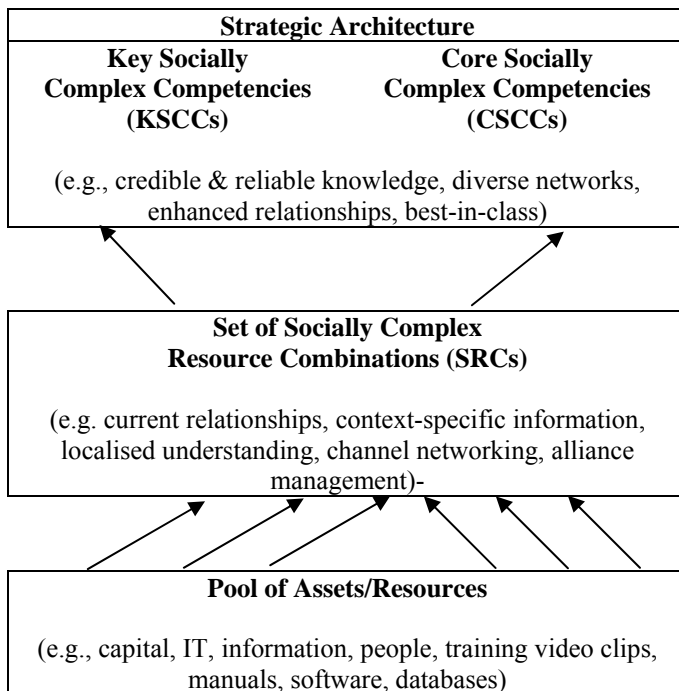 Strategic Architecture
Key Socially Core Socially
Complex Competencies Complex Competencies
(KSCCs) (CSCCs)
(e.g., credible & reliable knowledge, diverse networks,
enhanced relationships, best-in-class)
Set of Socially Complex
Resource Combinations (SRCs)
(e.g. current relationships, context-specific information,
localised understanding, channel networking, alliance
management)-
Pool of Assets/Resources
(e.g., capital, IT, information, people, training video clips,
manuals, software, databases)